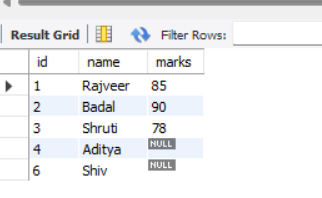 Result Grid Filter Rows:
id name marks
1 Rajveer 85
2 Badal 90
3 Shruti 78
4 Aditya NULL
6 Shiv NULL